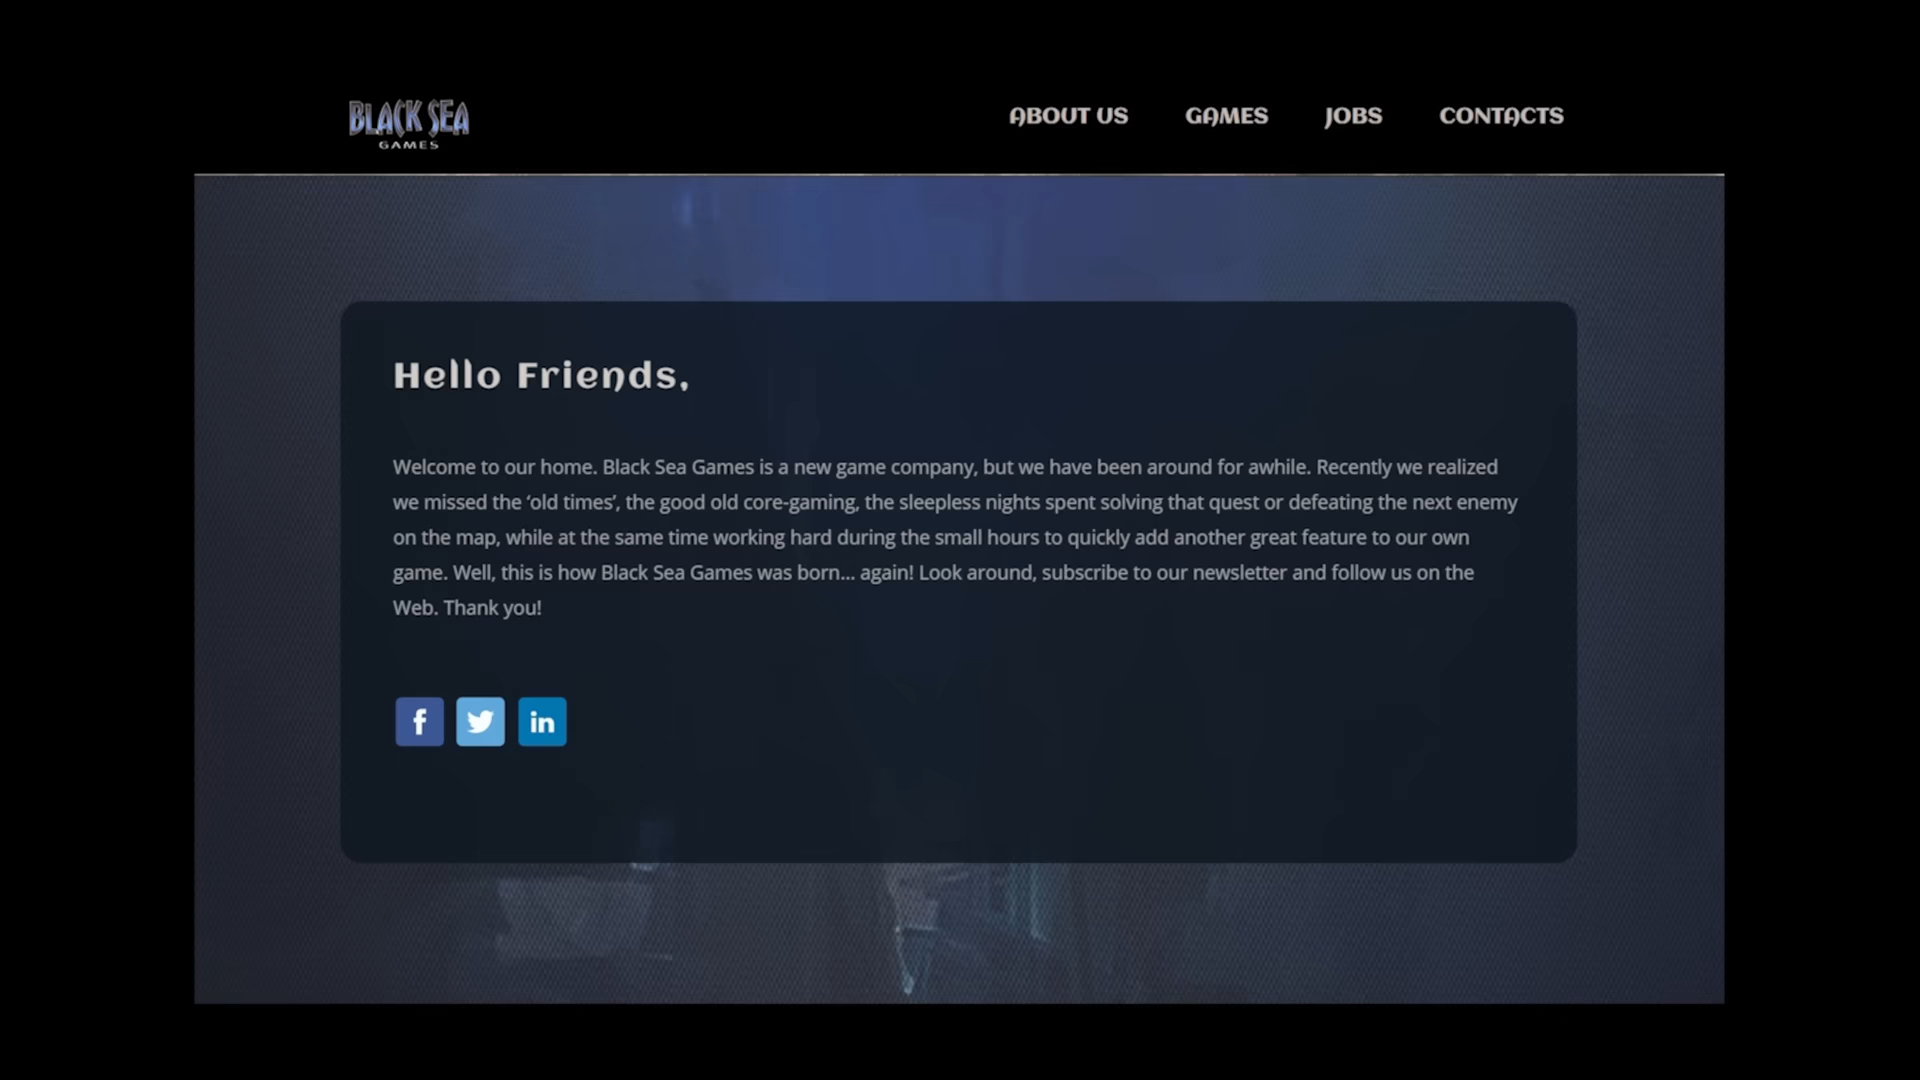 BLACK SEA
GAMES
ABOUT US GAMES JOBS CONTACTS
Hello Friends,
Welcome to our home. Black Sea Games is a new game company, but we have been around for awhile. Recently we realized
we missed the ‘old times’, the good old core-gaming, the sleepless nights spent solving that quest or defeating the next enemy
on the map, while at the same time working hard during the small hours to quickly add another great feature to our own
game. Well, this is how Black Sea Games was born... again! Look around, subscribe to our newsletter and follow us on the
Web. Thank you!
f in